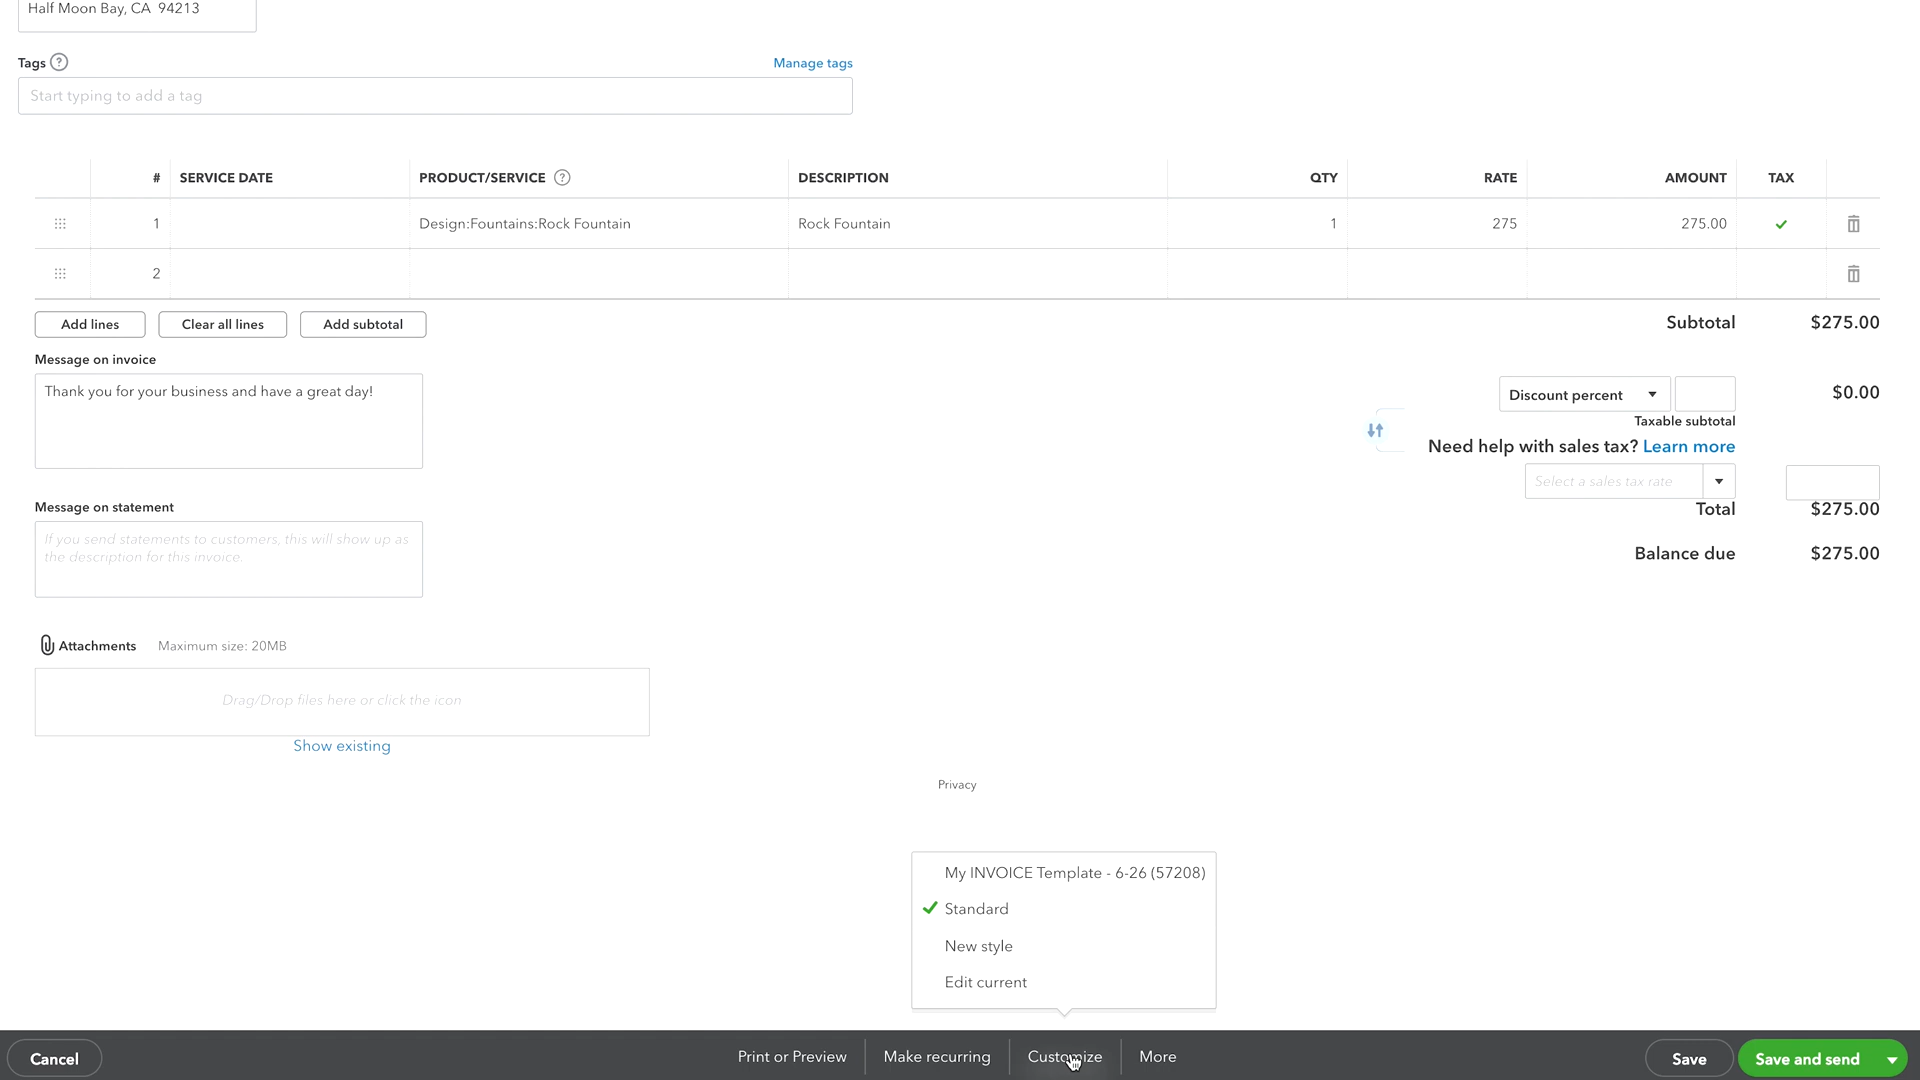 Half Moon Bay, CA  94213
Tags ? Manage tags
Start typing to add a tag
# SERVICE DATE PRODUCT/SERVICE ? DESCRIPTION QTY RATE AMOUNT TAX
1 Design:Fountains:Rock Fountain Rock Fountain 1 275 275.00
2
Add lines Clear all lines Add subtotal Subtotal $275.00
Message on invoice
Thank you for your business and have a great day!
Discount percent $0.00
Taxable subtotal
Need help with sales tax? Learn more
Select a sales tax rate
Total $275.00
Message on statement
If you send statements to customers, this will show up as
the description for this invoice.
Balance due $275.00
Attachments Maximum size: 20MB
Drag/Drop files here or click the icon
Show existing
Privacy
My INVOICE Template - 6-26 (57208)
Standard
New style
Edit current
Cancel Print or Preview Make recurring Customize More Save Save and send